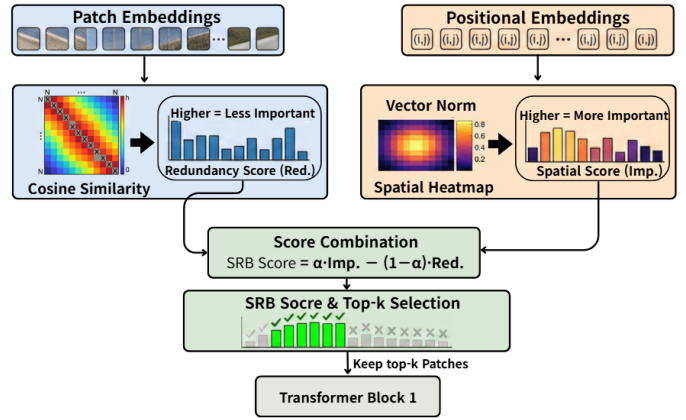 Patch Embeddings
...
Positional Embeddings
(i,j) (i,j) (i,j) (i,j) (i,j) ... (i,j) (i,j) (i,j)
N N
N
⋮
N
h
0
Cosine Similarity
Higher = Less Important
Redundancy Score (Red.)
Vector Norm
0.8
0.6
0.4
0.2
Spatial Heatmap
Higher = More Important
Spatial Score (Imp.)
Score Combination
SRB Score = α·Imp. − (1−α)·Red.
SRB Socre & Top-k Selection
Keep top-k Patches
Transformer Block 1